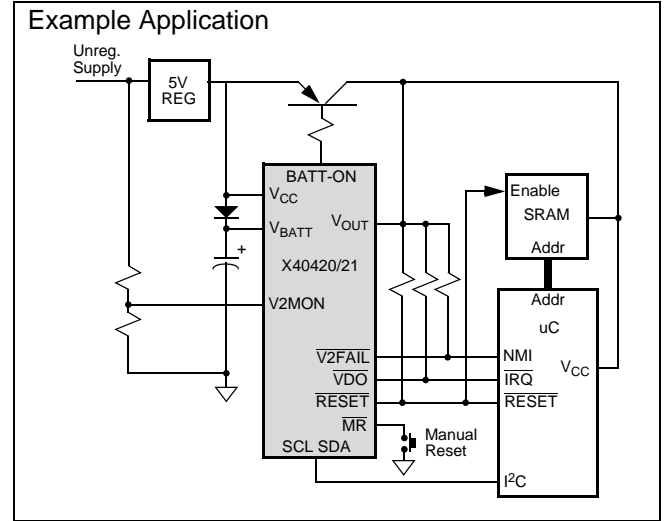 Example Application
Unreg.
Supply
5V
REG
BATT-ON
VCC
VBATT
VOUT
+
X40420/21
V2MON
V2FAIL
VDO
RESET
MR
SCL SDA
Manual
Reset
Enable
SRAM
Addr
Addr
uC
NMI
VCC
IRQ
RESET
I²C